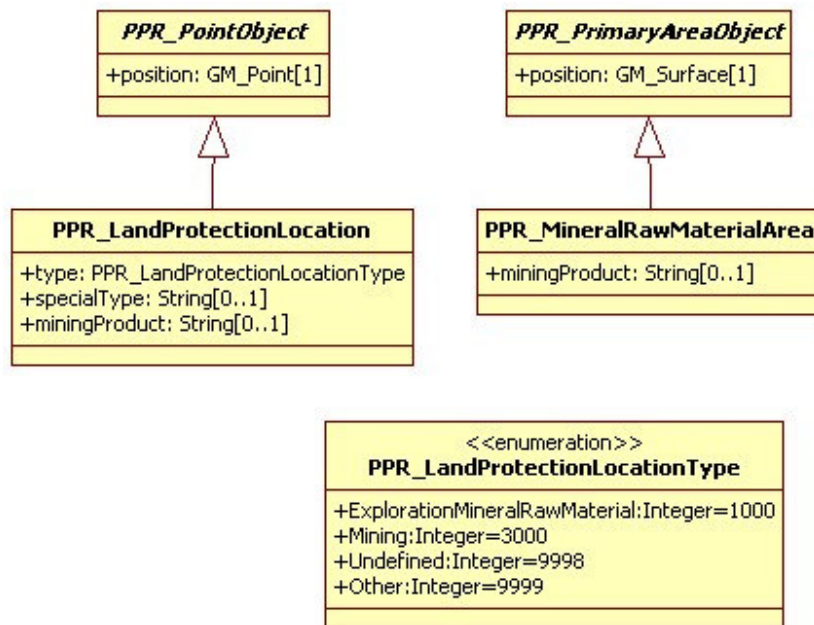 PPR_PointObject
+position: GM_Point[1]
PPR_PrimaryAreaObject
+position: GM_Surface[1]
PPR_LandProtectionLocation
+type: PPR_LandProtectionLocationType
+specialType: String[0..1]
+miningProduct: String[0..1]
PPR_MineralRawMaterialArea
+miningProduct: String[0..1]
<<enumeration>>
PPR_LandProtectionLocationType
+ExplorationMineralRawMaterial:Integer=1000
+Mining:Integer=3000
+Undefined:Integer=9998
+Other:Integer=9999